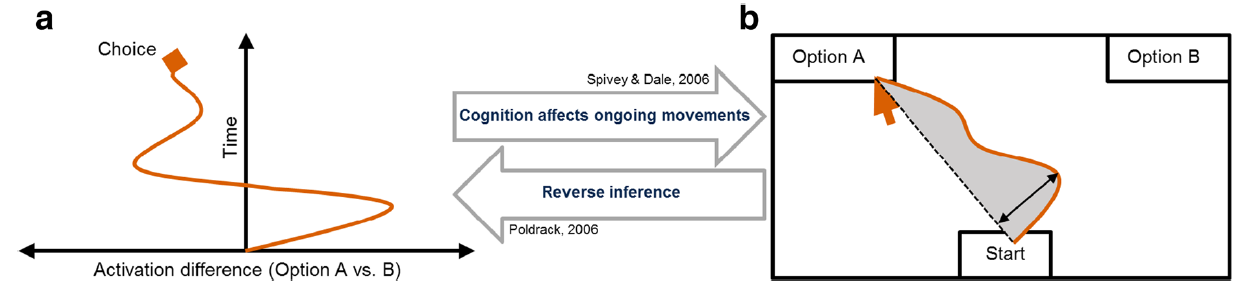 a
b
Choice
Time
Activation difference (Option A vs. B)
Spivey & Dale, 2006
Cognition affects ongoing movements
Reverse inference
Poldrack, 2006
Option A
Option B
Start